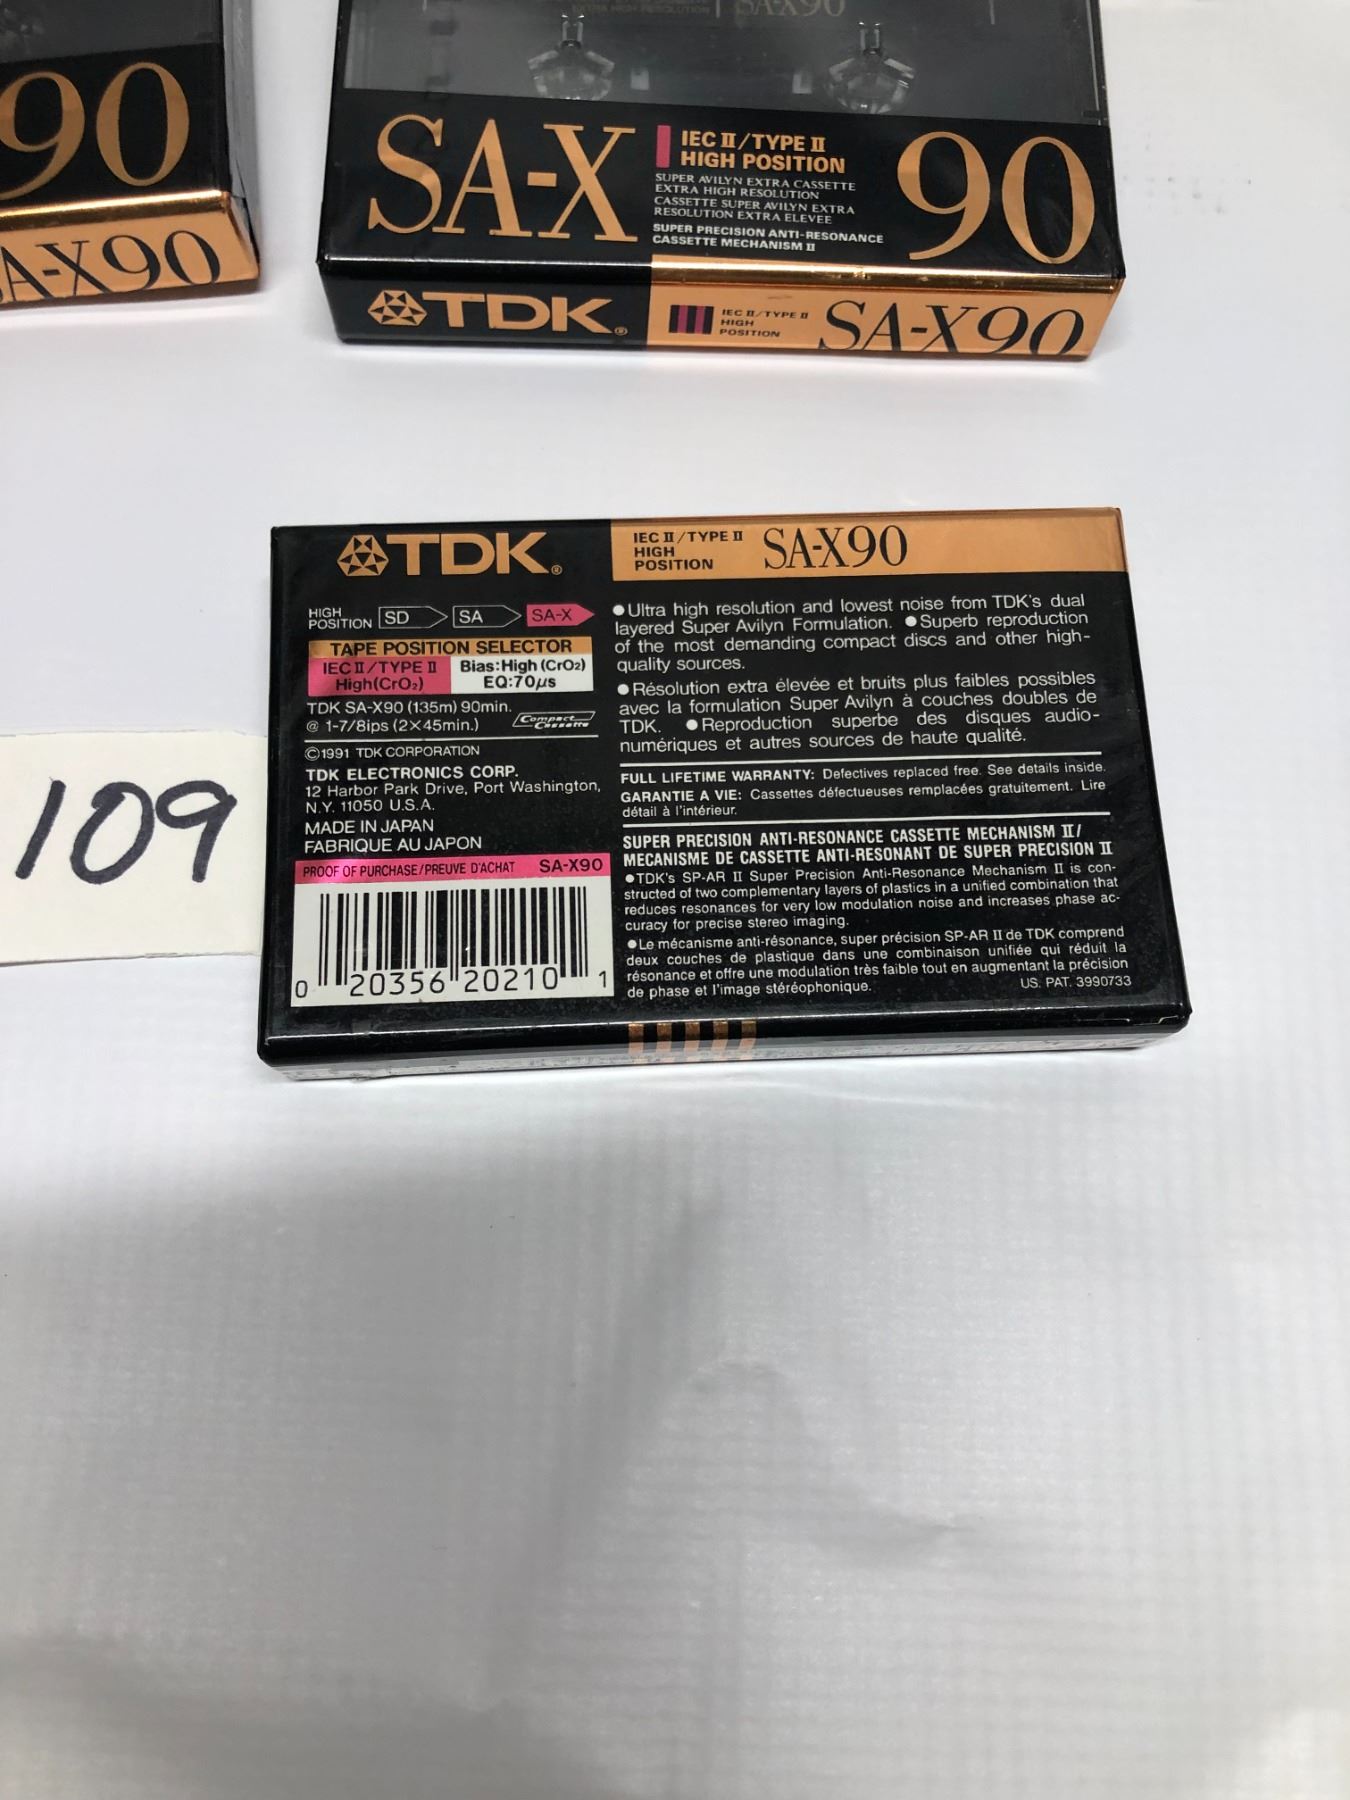 90
A-X90
EXTRA HIGH RESOLUTION SA-X90
SA-X
IEC II/TYPE II
HIGH POSITION
SUPER AVILYN EXTRA CASSETTE
EXTRA HIGH RESOLUTION
CASSETTE SUPER AVILYN EXTRA
RESOLUTION EXTRA ELEVEE
SUPER PRECISION ANTI-RESONANCE
CASSETTE MECHANISM II
90
TDK®
IEC II/TYPE II
HIGH
POSITION
SA-X90
TDK®
IEC II/TYPE II
HIGH
POSITION
SA-X90
HIGH
POSITION SD SA SA-X
TAPE POSITION SELECTOR
IEC II/TYPE II
High(CrO2)
Bias:High (CrO2)
EQ:70μs
TDK SA-X90 (135m) 90min.
@ 1-7/8ips (2×45min.)
Compact
Cassette
©1991 TDK CORPORATION
TDK ELECTRONICS CORP.
12 Harbor Park Drive, Port Washington,
N.Y. 11050 U.S.A.
MADE IN JAPAN
FABRIQUE AU JAPON
PROOF OF PURCHASE/PREUVE D'ACHAT SA-X90
0 20356 20210 1
●Ultra high resolution and lowest noise from TDK's dual
layered Super Avilyn Formulation. ●Superb reproduction
of the most demanding compact discs and other high-
quality sources.
●Résolution extra élevée et bruits plus faibles possibles
avec la formulation Super Avilyn à couches doubles de
TDK. ●Reproduction superbe des disques audio-
numériques et autres sources de haute qualité.
FULL LIFETIME WARRANTY: Defectives replaced free. See details inside.
GARANTIE A VIE: Cassettes défectueuses remplacées gratuitement. Lire
détail à l'intérieur.
SUPER PRECISION ANTI-RESONANCE CASSETTE MECHANISM II/
MECANISME DE CASSETTE ANTI-RESONANT DE SUPER PRECISION II
●TDK's SP-AR II Super Precision Anti-Resonance Mechanism II is con-
structed of two complementary layers of plastics in a unified combination that
reduces resonances for very low modulation noise and increases phase ac-
curacy for precise stereo imaging.
●Le mécanisme anti-résonance, super précision SP-AR II de TDK comprend
deux couches de plastique dans une combinaison unifiée qui réduit la
résonance et offre une modulation très faible tout en augmentant la précision
de phase et l'image stéréophonique.
US. PAT. 3990733
109